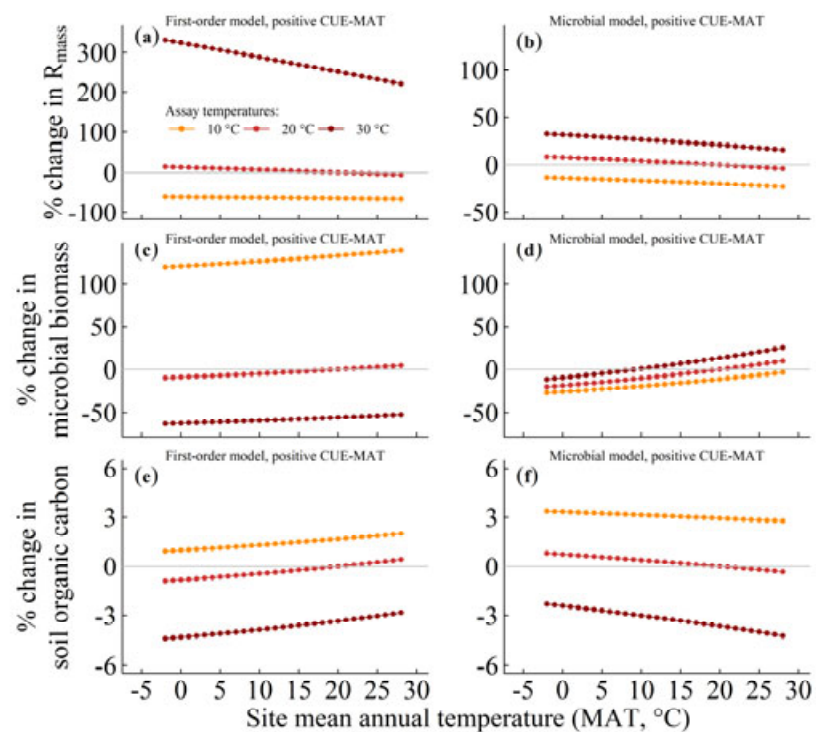 First-order model, positive CUE-MAT
Microbial model, positive CUE-MAT
(a)
(b)
% change in Rmass
300
200
100
0
-100
100
50
0
-50
Assay temperatures:
10 °C 20 °C 30 °C
First-order model, positive CUE-MAT
Microbial model, positive CUE-MAT
(c)
(d)
% change in
microbial biomass
100
50
0
-50
100
50
0
-50
First-order model, positive CUE-MAT
Microbial model, positive CUE-MAT
(e)
(f)
% change in
soil organic carbon
6
3
0
-3
-6
6
3
0
-3
-6
-5 0 5 10 15 20 25 30
-5 0 5 10 15 20 25 30
Site mean annual temperature (MAT, °C)